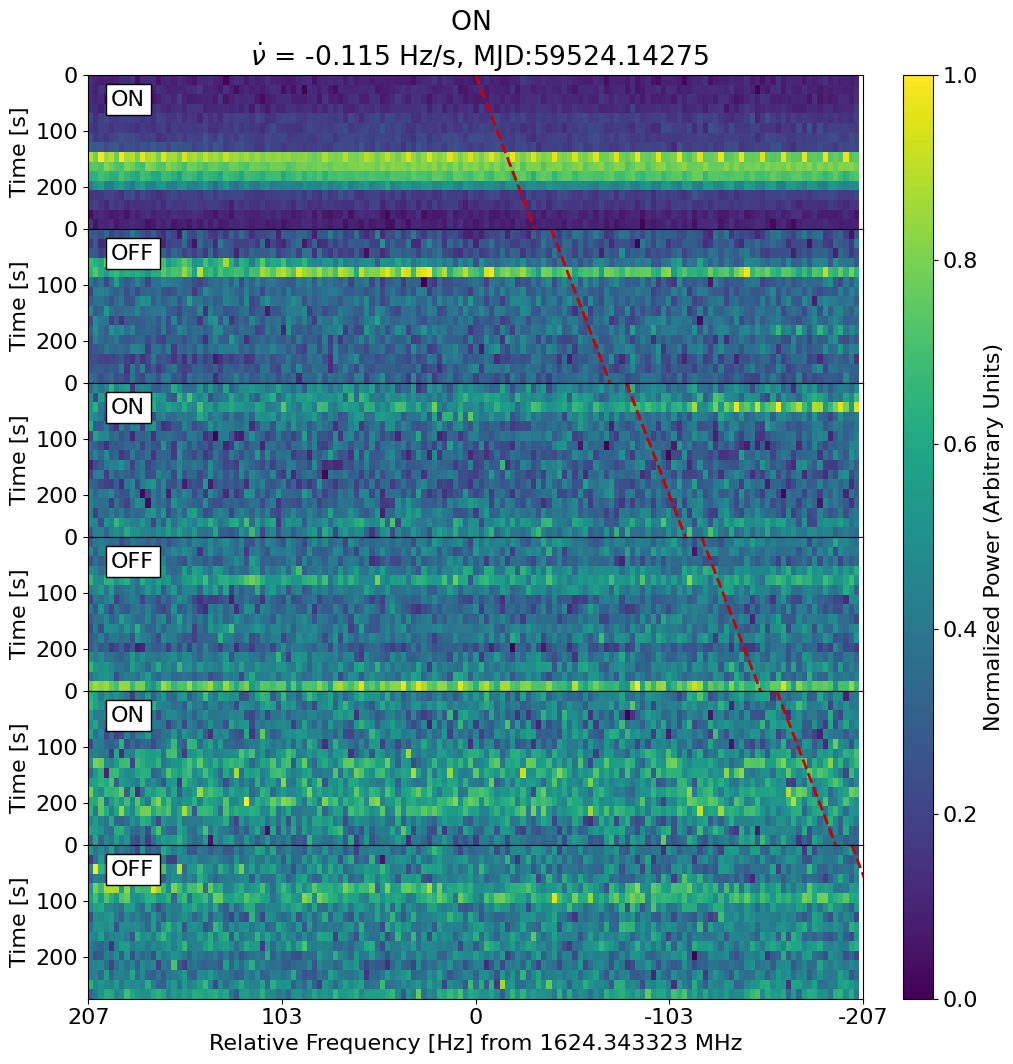 ON
ν̇ = -0.115 Hz/s, MJD:59524.14275
0
ON
100
Time [s]
200
0
OFF
100
Time [s]
200
0
ON
100
Time [s]
200
0
OFF
100
Time [s]
200
0
ON
100
Time [s]
200
0
OFF
100
Time [s]
200
207 103 0 -103 -207
Relative Frequency [Hz] from 1624.343323 MHz
1.0
0.8
0.6
0.4
0.2
0.0
Normalized Power (Arbitrary Units)